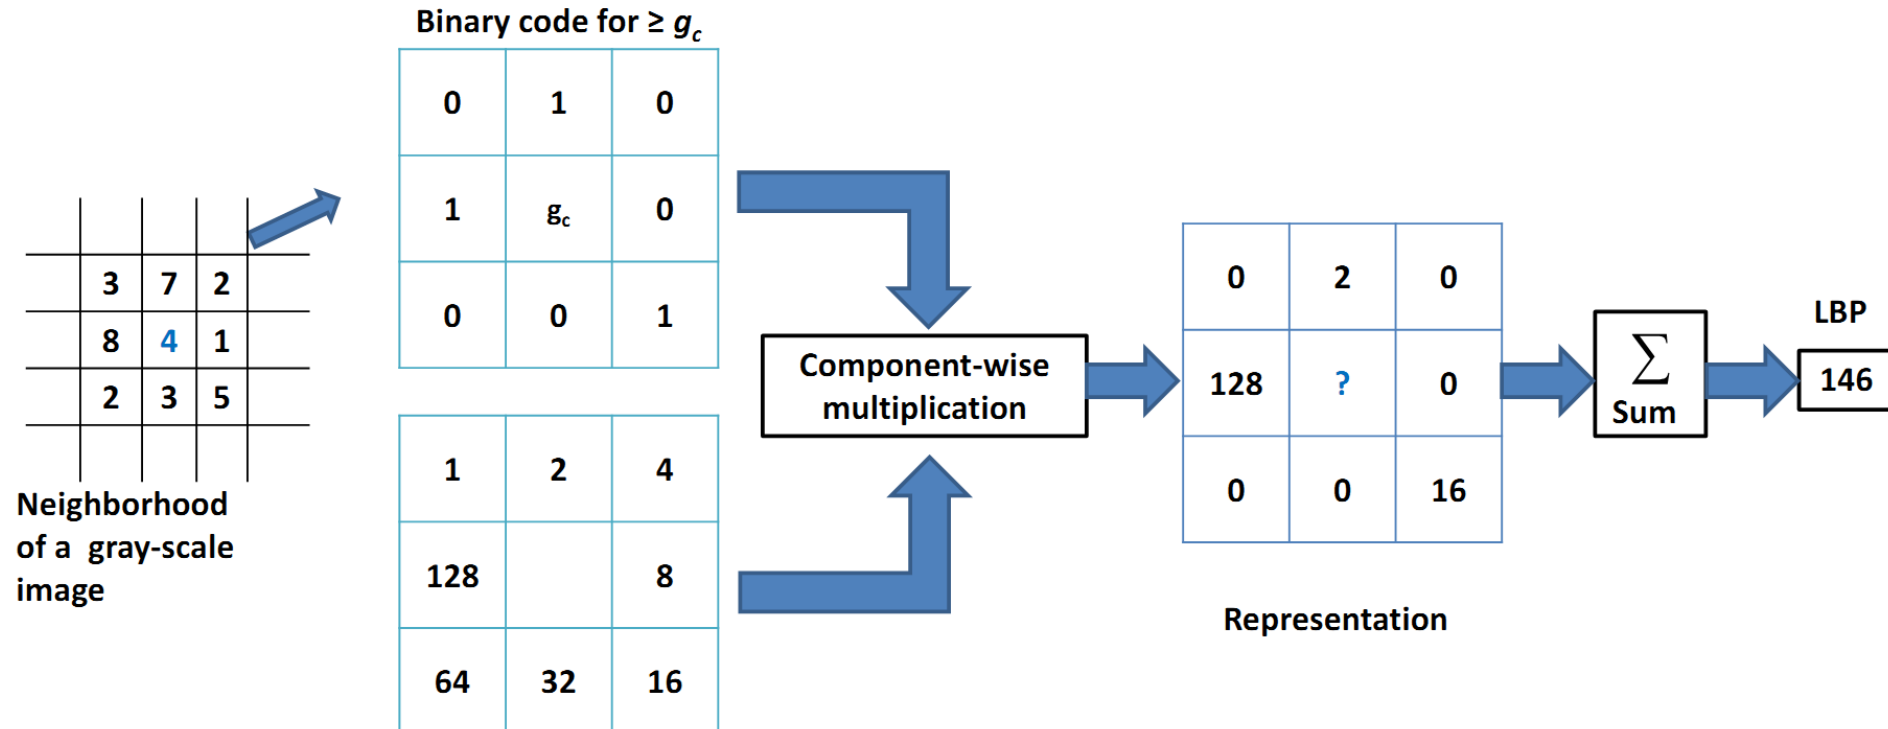 Binary code for ≥ gc
0 1 0
1 gc 0
0 0 1
3 7 2
8 4 1
2 3 5
Neighborhood
of a gray-scale
image
1 2 4
128 8
64 32 16
Component-wise
multiplication
0 2 0
128 ? 0
0 0 16
Representation
∑
Sum
LBP
146